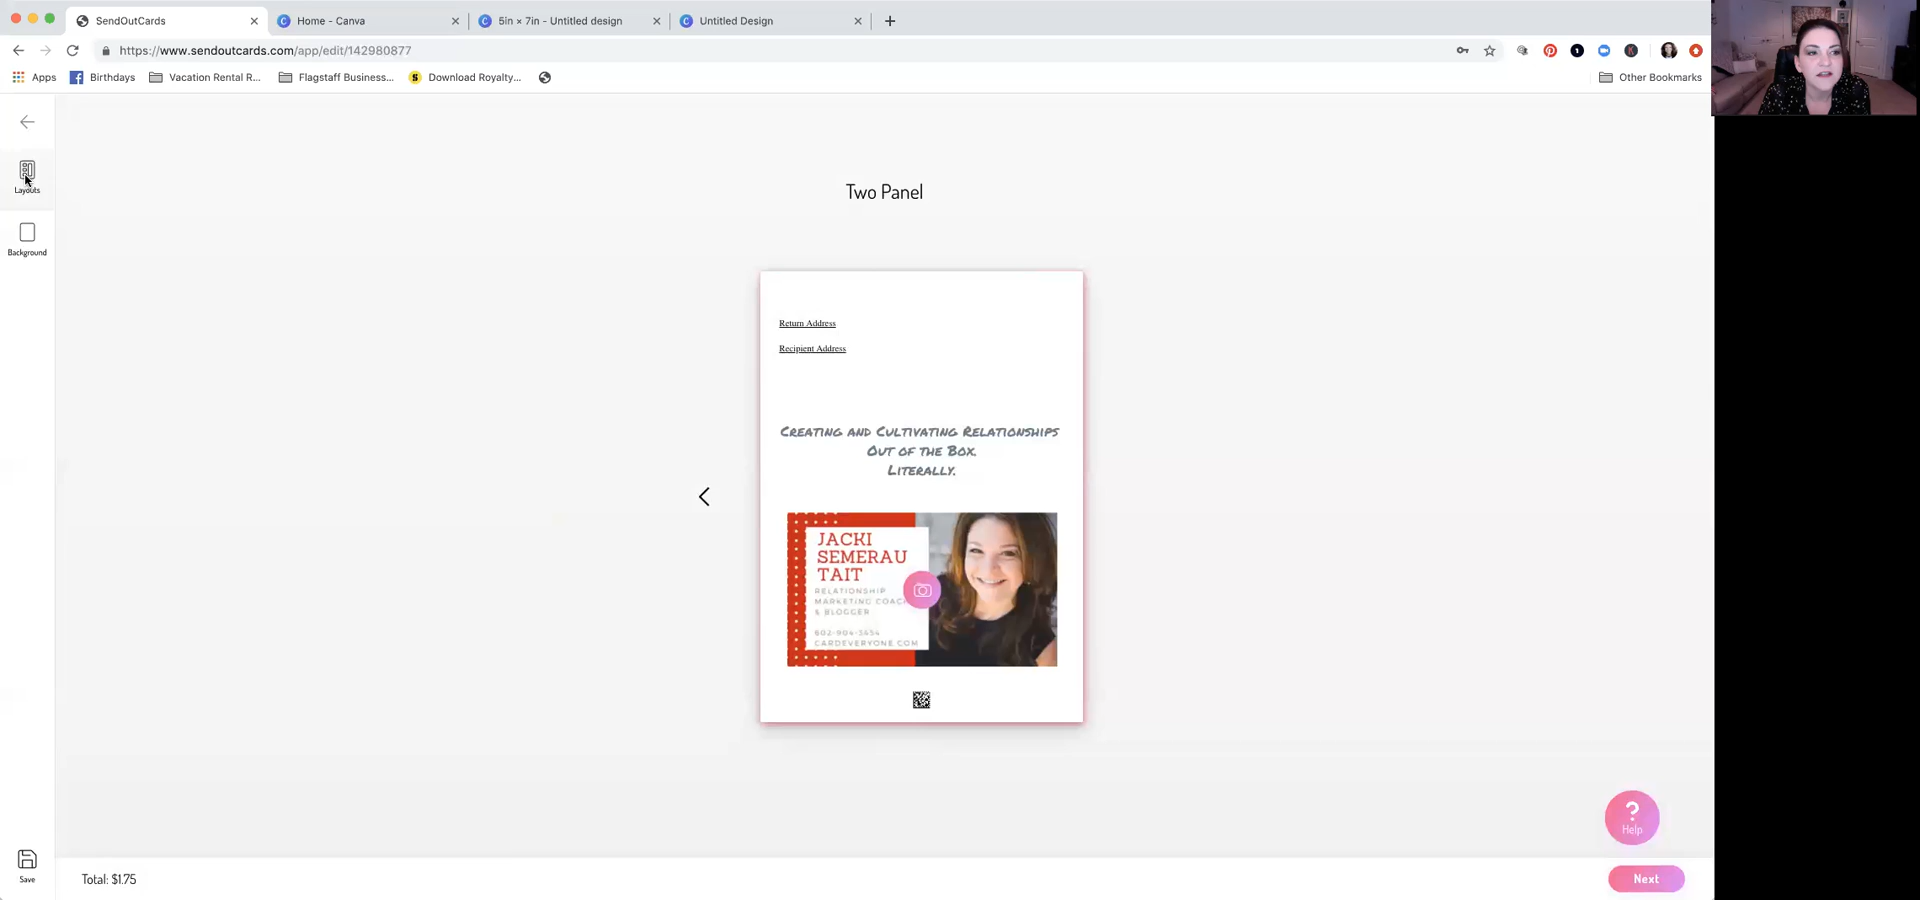 SendOutCards
Home - Canva
5in × 7in - Untitled design
Untitled Design
https://www.sendoutcards.com/app/edit/142980877
Apps
Birthdays
Vacation Rental R...
Flagstaff Business...
Download Royalty...
Other Bookmarks
Layouts
Background
Two Panel
Return Address
Recipient Address
Creating and Cultivating Relationships
Out of the Box.
Literally.
JACKI
SEMERAU
TAIT
RELATIONSHIP
MARKETING COACH
& BLOGGER
602-904-3654
CARDEVERYONE.COM
?
Help
Save
Total: $1.75
Next